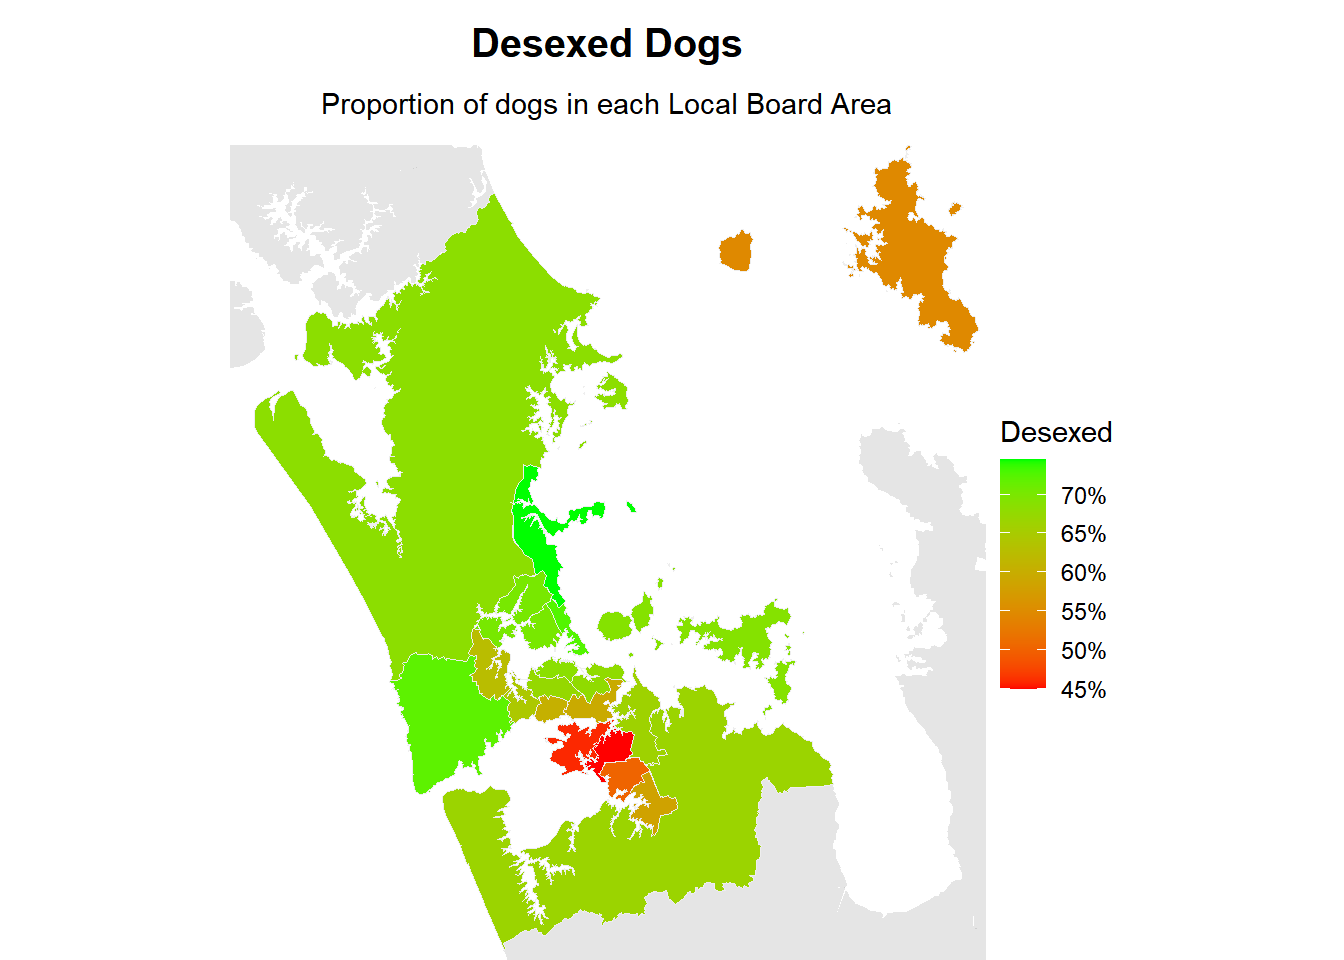 Desexed Dogs
Proportion of dogs in each Local Board Area
Desexed
70%
65%
60%
55%
50%
45%